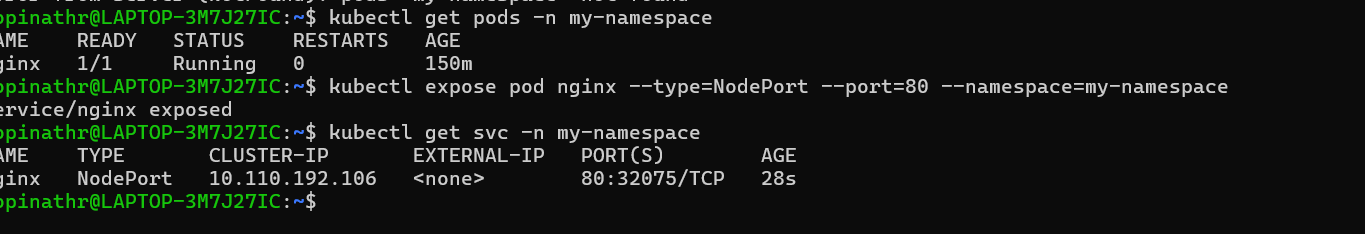 opinathr@LAPTOP-3M7J27IC:~$ kubectl get pods -n my-namespace
AME READY STATUS RESTARTS AGE
ginx 1/1 Running 0 150m
opinathr@LAPTOP-3M7J27IC:~$ kubectl expose pod nginx --type=NodePort --port=80 --namespace=my-namespace
ervice/nginx exposed
opinathr@LAPTOP-3M7J27IC:~$ kubectl get svc -n my-namespace
AME TYPE CLUSTER-IP EXTERNAL-IP PORT(S) AGE
ginx NodePort 10.110.192.106 <none> 80:32075/TCP 28s
opinathr@LAPTOP-3M7J27IC:~$